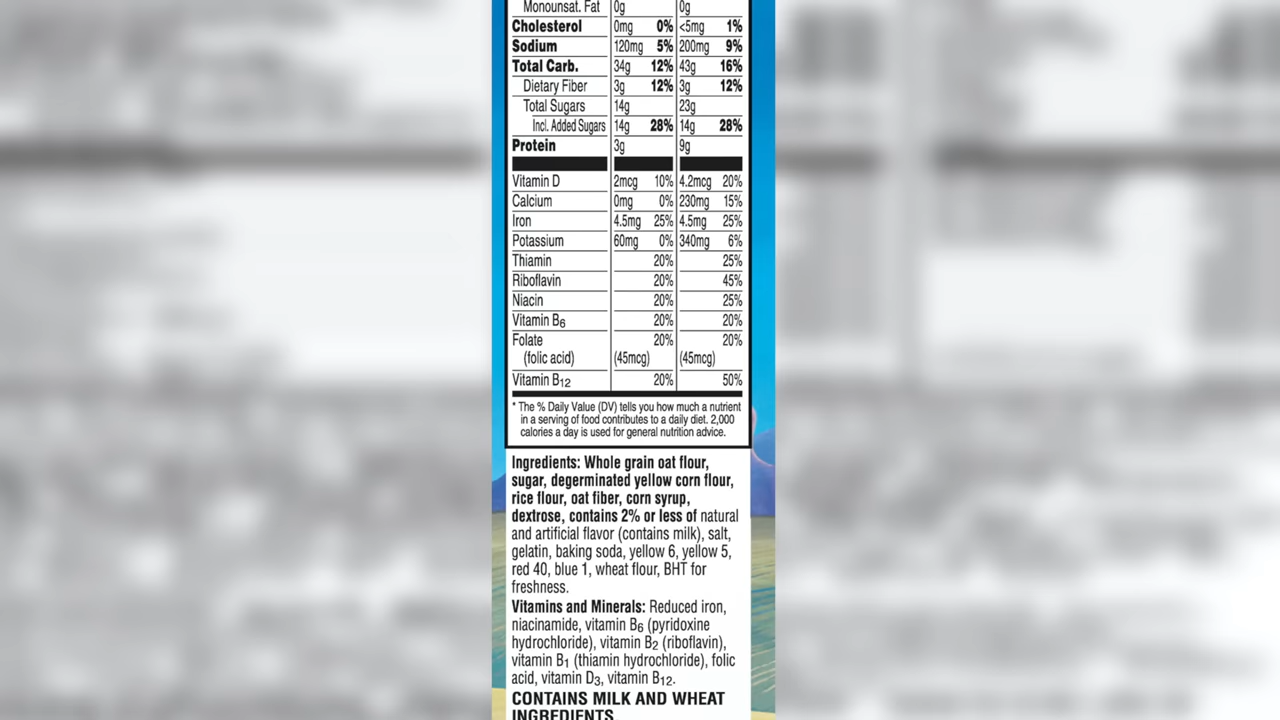 Monounsat. Fat 0g 0g
Cholesterol 0mg 0% <5mg 1%
Sodium 120mg 5% 200mg 9%
Total Carb. 34g 12% 43g 16%
Dietary Fiber 3g 12% 3g 12%
Total Sugars 14g 23g
Incl. Added Sugars 14g 28% 14g 28%
Protein 3g 9g
Vitamin D 2mcg 10% 4.2mcg 20%
Calcium 0mg 0% 230mg 15%
Iron 4.5mg 25% 4.5mg 25%
Potassium 60mg 0% 340mg 6%
Thiamin 20% 25%
Riboflavin 20% 45%
Niacin 20% 25%
Vitamin B6 20% 20%
Folate 20% 20%
(folic acid) (45mcg) (45mcg)
Vitamin B12 20% 50%
* The % Daily Value (DV) tells you how much a nutrient
in a serving of food contributes to a daily diet. 2,000
calories a day is used for general nutrition advice.
Ingredients: Whole grain oat flour,
sugar, degerminated yellow corn flour,
rice flour, oat fiber, corn syrup,
dextrose, contains 2% or less of natural
and artificial flavor (contains milk), salt,
gelatin, baking soda, yellow 6, yellow 5,
red 40, blue 1, wheat flour, BHT for
freshness.
Vitamins and Minerals: Reduced iron,
niacinamide, vitamin B6 (pyridoxine
hydrochloride), vitamin B2 (riboflavin),
vitamin B1 (thiamin hydrochloride), folic
acid, vitamin D3, vitamin B12.
CONTAINS MILK AND WHEAT
INGREDIENTS.